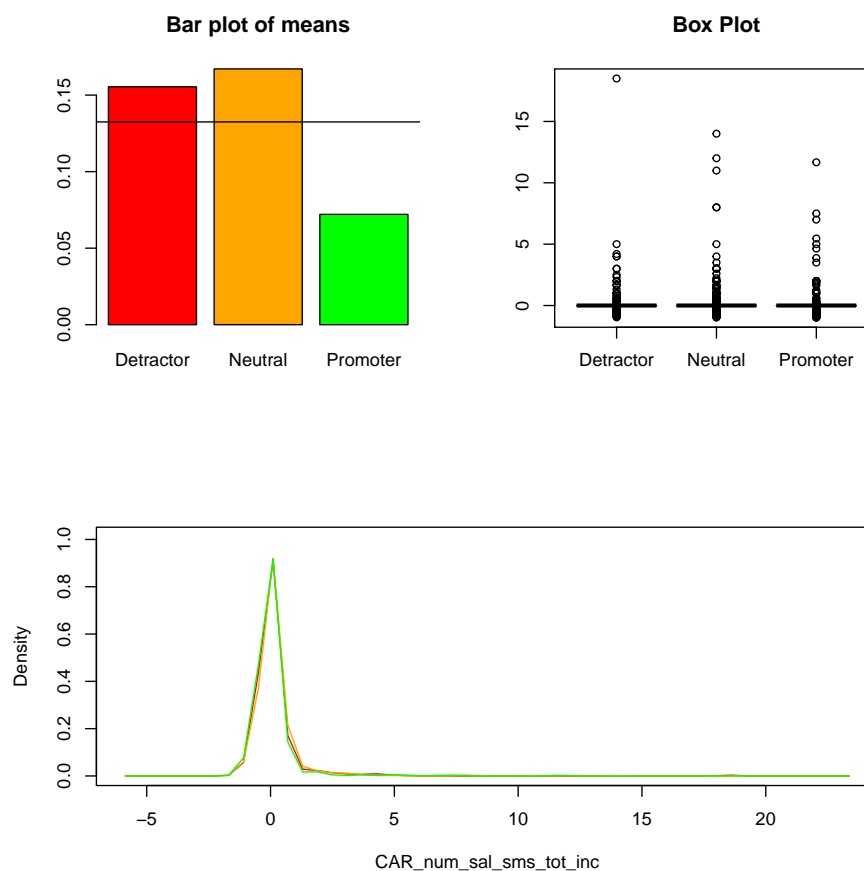 Bar plot of means
0.15
0.10
0.05
0.00
Detractor Neutral Promoter
Box Plot
15
10
5
0
Detractor Neutral Promoter
1.0
0.8
0.6
0.4
0.2
0.0
Density
−5 0 5 10 15 20
CAR_num_sal_sms_tot_inc